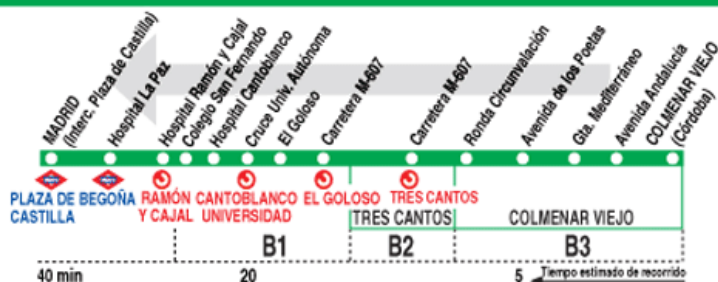 MADRID
(Interc. Plaza de Castilla)
Hospital La Paz
Hospital Ramón y Cajal
Colegio San Fernando
Hospital Cantoblanco
Cruce Univ. Autónoma
El Goloso
Carretera M-607
Carretera M-607
Ronda Circunvalación
Avenida de los Poetas
Gta. Mediterráneo
Avenida Andalucía
COLMENAR VIEJO
(Córdoba)
PLAZA DE
CASTILLA
BEGOÑA
RAMÓN
Y CAJAL
CANTOBLANCO
UNIVERSIDAD
EL GOLOSO
TRES CANTOS
TRES CANTOS
COLMENAR VIEJO
B1
B2
B3
40 min
20
5
Tiempo estimado de recorrido